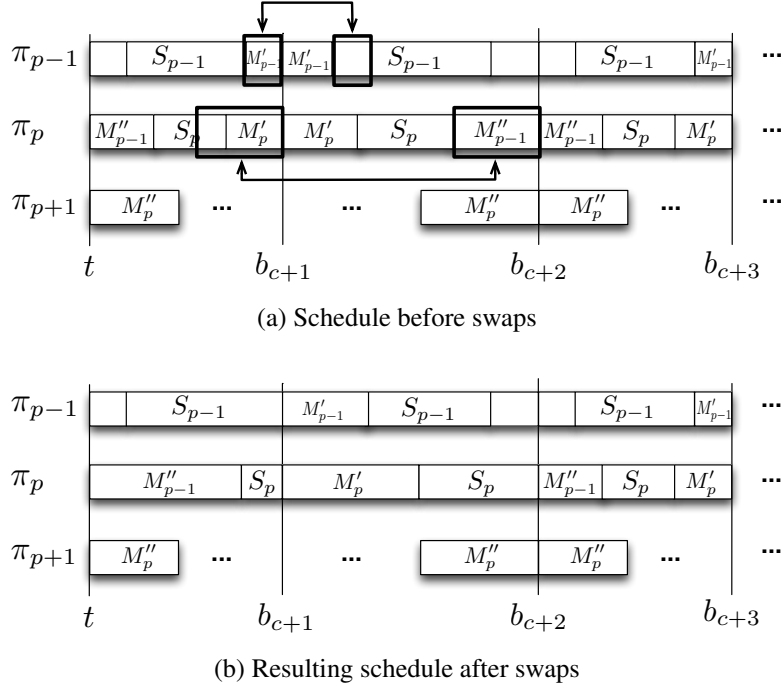 π_{p−1} S_{p−1} M'_{p−1} M'_{p−1} S_{p−1} S_{p−1} M'_{p−1} ...
π_p M''_{p−1} S_p M'_p M'_p S_p M''_{p−1} M''_{p−1} S_p M'_p ...
π_{p+1} M''_p ... ... M''_p M''_p ... ...
t b_{c+1} b_{c+2} b_{c+3}
(a) Schedule before swaps
π_{p−1} S_{p−1} M'_{p−1} S_{p−1} S_{p−1} M'_{p−1} ...
π_p M''_{p−1} S_p M'_p S_p M''_{p−1} S_p M'_p ...
π_{p+1} M''_p ... ... M''_p M''_p ... ...
t b_{c+1} b_{c+2} b_{c+3}
(b) Resulting schedule after swaps